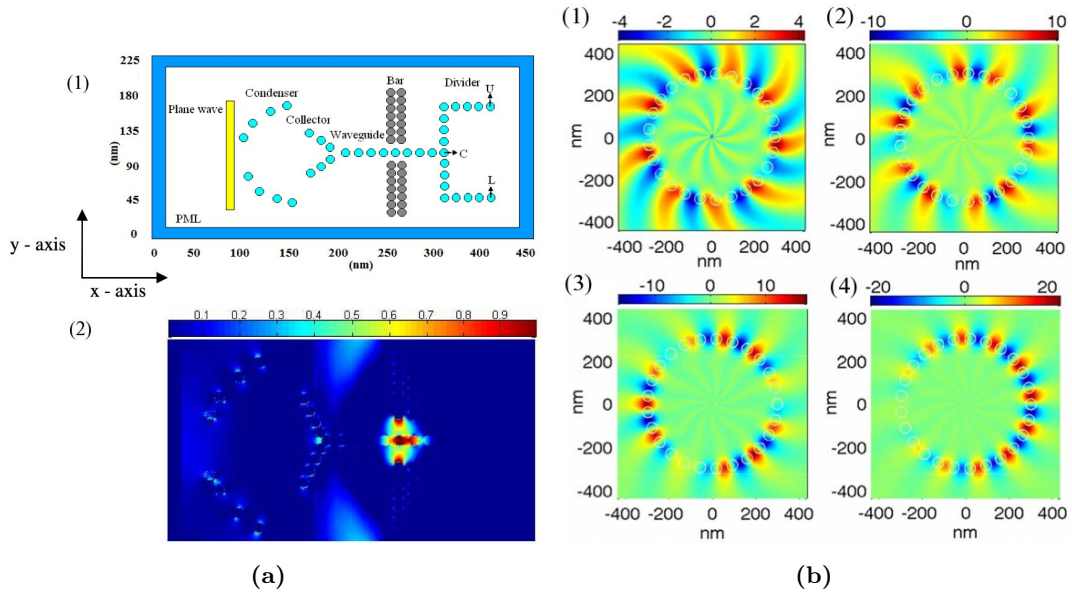 (1)
225
180
135
(nm)
90
45
0
Plane wave
Condenser
Collector
Waveguide
Bar
Divider
U
C
L
PML
0 50 100 150 200 250 300 350 400 450
(nm)
y - axis
x - axis
(2)
0.1 0.2 0.3 0.4 0.5 0.6 0.7 0.8 0.9
(a)
(1)
-4 -2 0 2 4
400
200
0
-200
-400
nm
-400 -200 0 200 400
nm
(2)
-10 0 10
400
200
0
-200
-400
-400 -200 0 200 400
nm
(3)
-10 0 10
400
200
0
-200
-400
nm
-400 -200 0 200 400
nm
(4)
-20 0 20
400
200
0
-200
-400
-400 -200 0 200 400
nm
(b)